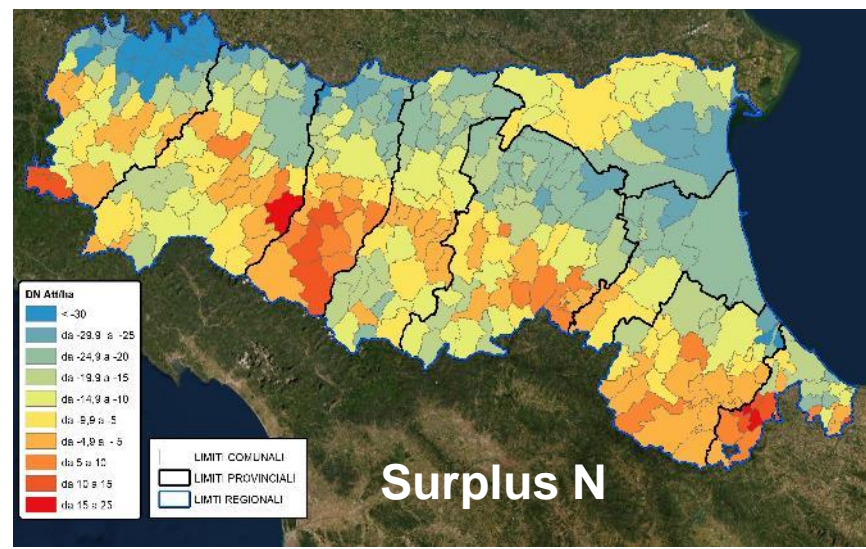 DN Att/ha
< -30
da -29,9 a -25
da -24,9 a -20
da -19,9 a -15
da -14,9 a -10
da -9,9 a -5
da -4,9 a - 5
da 5 a 10
da 10 a 15
da 15 a 25
LIMITI COMUNALI
LIMITI PROVINCIALI
LIMITI REGIONALI
Surplus N